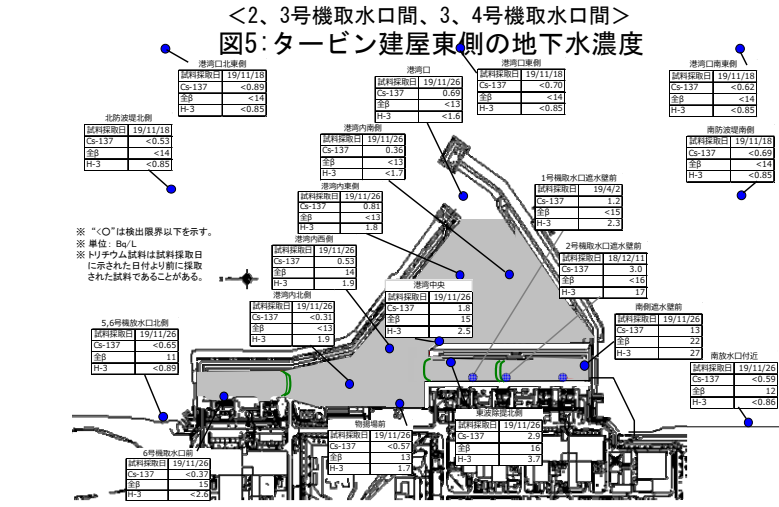 <2、3号機取水口間、3、4号機取水口間>
図5:タービン建屋東側の地下水濃度
港湾口北東側
試料採取日 19/11/18
Cs-137 <0.89
全β <14
H-3 <0.85
港湾口
試料採取日 19/11/26
Cs-137 0.69
全β <13
H-3 <1.6
港湾口東側
試料採取日 19/11/18
Cs-137 <0.70
全β <14
H-3 <0.85
港湾口南東側
試料採取日 19/11/18
Cs-137 <0.62
全β <14
H-3 <0.85
北防波堤北側
試料採取日 19/11/18
Cs-137 <0.53
全β <14
H-3 <0.85
港湾内南側
試料採取日 19/11/26
Cs-137 0.36
全β <13
H-3 <1.7
南防波堤南側
試料採取日 19/11/18
Cs-137 <0.69
全β <14
H-3 <0.85
港湾内東側
試料採取日 19/11/26
Cs-137 0.81
全β <13
H-3 1.8
1号機取水口遮水壁前
試料採取日 19/4/2
Cs-137 1.2
全β <15
H-3 2.3
※ "<○"は検出限界以下を示す。
※ 単位: Bq/L
※ トリチウム試料は試料採取日
に示された日付より前に採取
された試料であることがある。
港湾内西側
試料採取日 19/11/26
Cs-137 0.53
全β 14
H-3 1.9
2号機取水口遮水壁前
試料採取日 18/12/11
Cs-137 3.0
全β <16
H-3 17
港湾中央
試料採取日 19/11/26
Cs-137 1.8
全β 15
H-3 2.5
港湾内北側
試料採取日 19/11/26
Cs-137 <0.31
全β <13
H-3 1.9
南側遮水壁前
試料採取日 19/11/26
Cs-137 13
全β 22
H-3 27
5,6号機放水口北側
試料採取日 19/11/26
Cs-137 <0.65
全β 11
H-3 <0.89
南放水口付近
試料採取日 19/11/26
Cs-137 <0.59
全β 12
H-3 <0.86
物揚場前
試料採取日 19/11/26
Cs-137 <0.57
全β 13
H-3 1.7
東波除堤北側
試料採取日 19/11/26
Cs-137 2.9
全β 16
H-3 3.7
6号機取水口前
試料採取日 19/11/26
Cs-137 <0.37
全β 15
H-3 <2.6